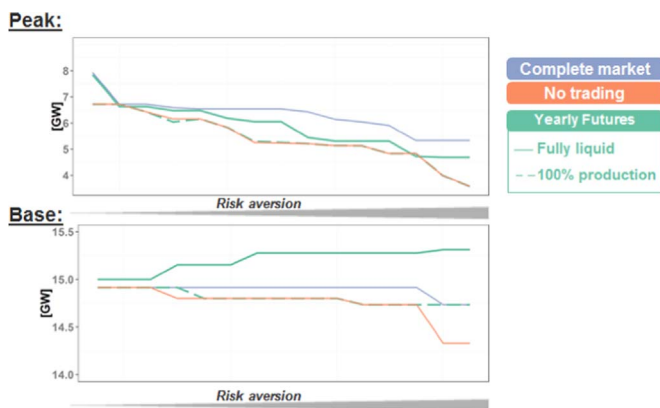 Peak:
8
7
6
5
4
[GW]
Risk aversion
Complete market
No trading
Yearly Futures
Fully liquid
100% production
Base:
15.5
15.0
14.5
14.0
[GW]
Risk aversion